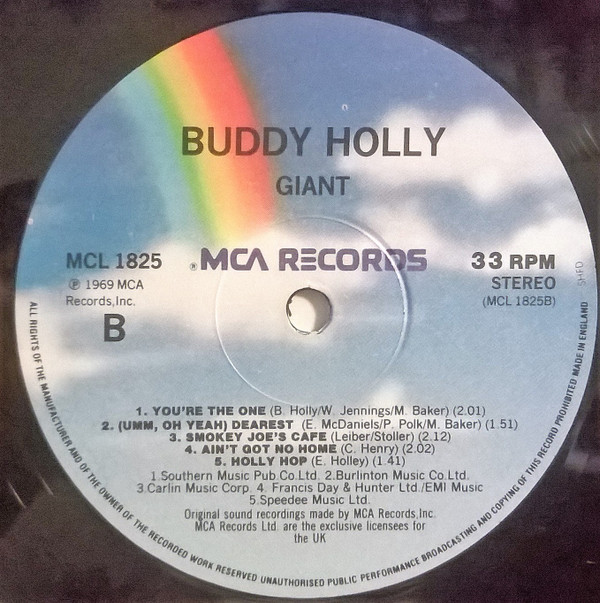 BUDDY HOLLY
GIANT
MCL 1825
℗ 1969 MCA
Records, Inc.
B
®MCA RECORDS
33 RPM
STEREO
(MCL 1825B)
SHFD
1. YOU'RE THE ONE (B. Holly/W. Jennings/M. Baker) (2.01)
2. (UMM, OH YEAH) DEAREST (E. McDaniels/P. Polk/M. Baker) (1.51)
3. SMOKEY JOE'S CAFE (Leiber/Stoller) (2.12)
4. AIN'T GOT NO HOME (C. Henry) (2.02)
5. HOLLY HOP (E. Holley) (1.41)
1.Southern Music Pub Co.Ltd. 2.Burlinton Music Co.Ltd.
3.Carlin Music Corp. 4. Francis Day & Hunter Ltd./EMI Music
5.Speedee Music Ltd.
Original sound recordings made by MCA Records,Inc.
MCA Records Ltd. are the exclusive licensees for
the UK
ALL RIGHTS OF THE MANUFACTURER AND OF THE OWNER OF THE RECORDED WORK RESERVED UNAUTHORISED PUBLIC PERFORMANCE BROADCASTING AND COPYING OF THIS RECORD PROHIBITED MADE IN ENGLAND